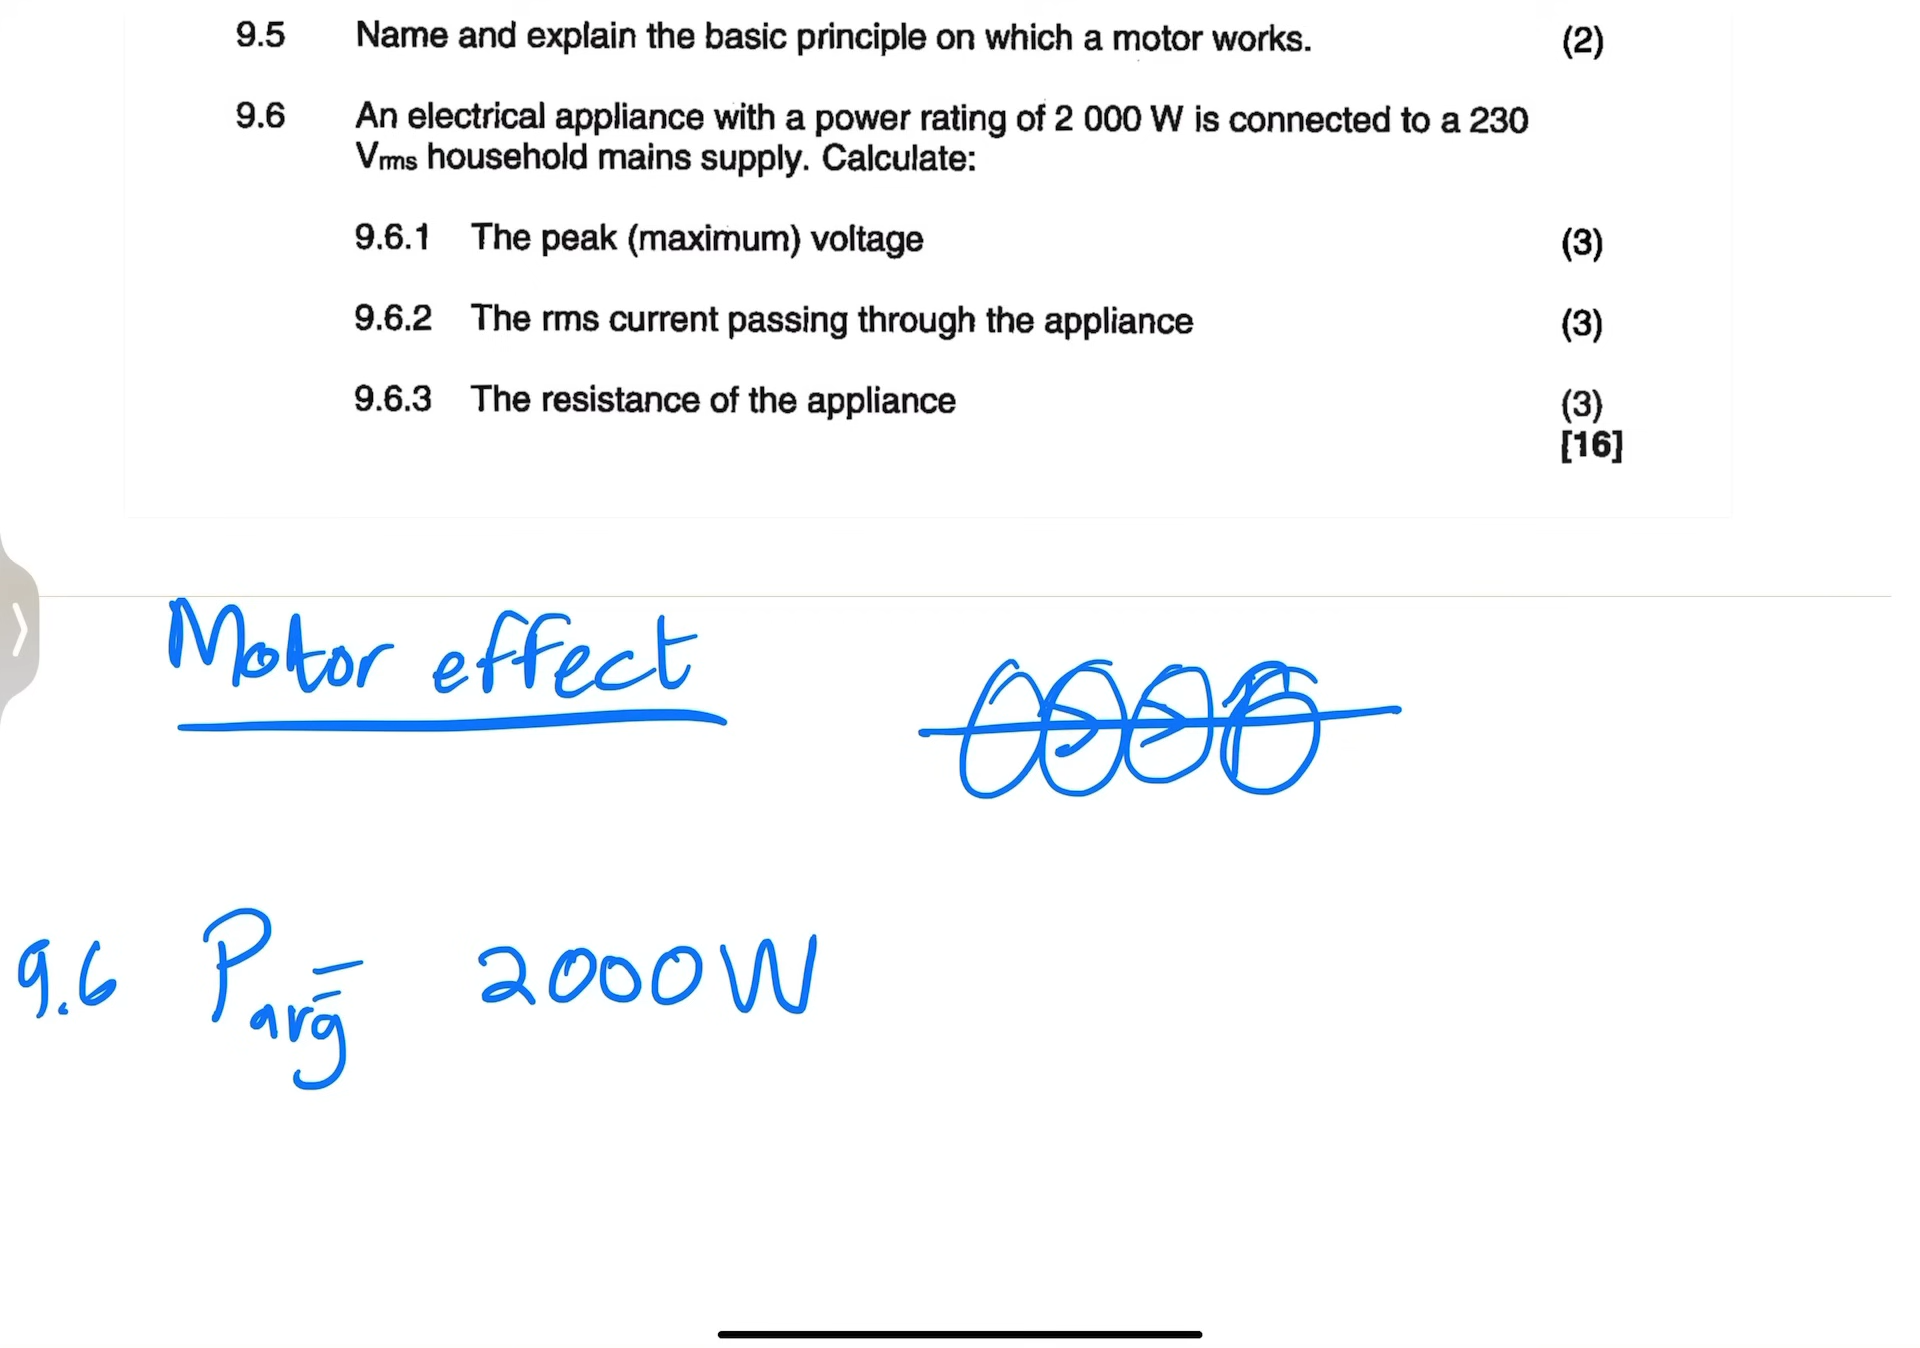 9.5 Name and explain the basic principle on which a motor works. (2)
9.6 An electrical appliance with a power rating of 2 000 W is connected to a 230
Vrms household mains supply. Calculate:
9.6.1 The peak (maximum) voltage (3)
9.6.2 The rms current passing through the appliance (3)
9.6.3 The resistance of the appliance (3)
[16]
Motor effect
9.6 Pavg = 2000W